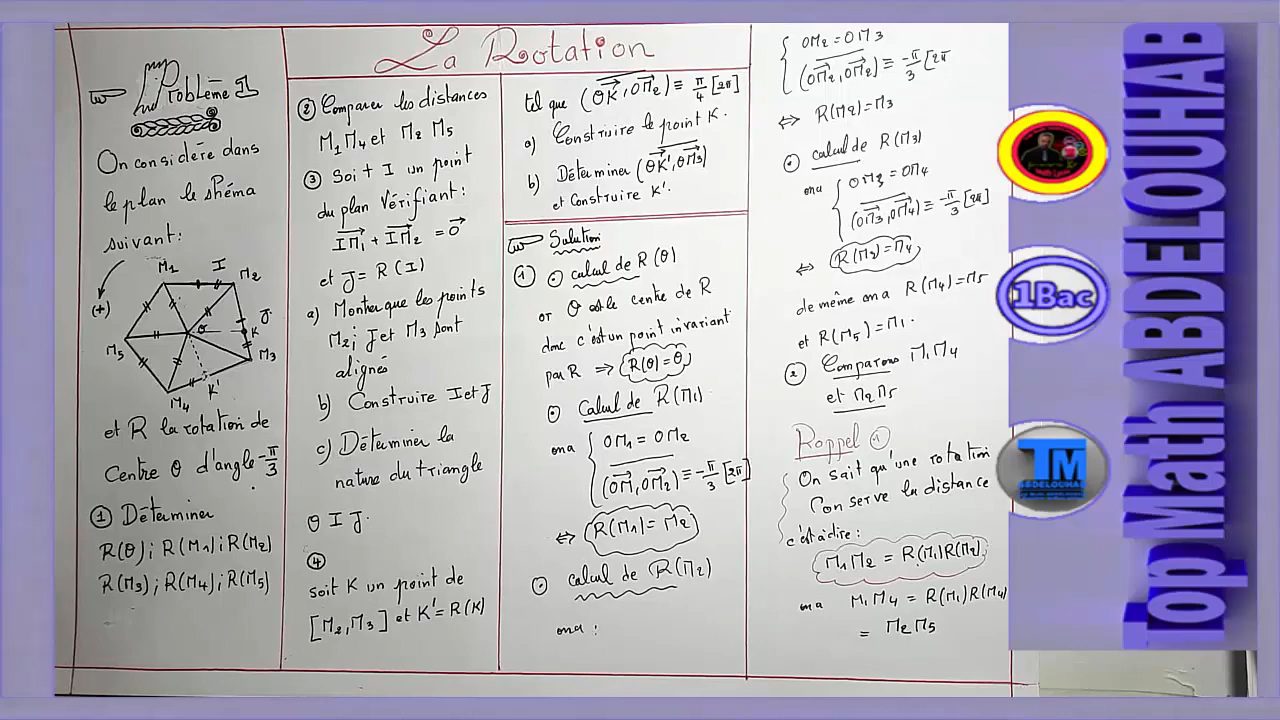 La Rotation
Problème 1
On considère dans
le plan le shéma
suivant:
(+)
M1
I
M2
J
K
M3
K'
M4
M5
θ
et R la rotation de
Centre θ d'angle -π/3
① Déterminer
R(θ) ; R(M1) ; R(M2)
R(M3) ; R(M4) ; R(M5)
② Comparer les distances
M1M4 et M2M5
③ Soit I un point
du plan vérifiant:
IM1 + IM2 = 0
et J = R(I)
a) Montrer que les points
M2 ; J et M3 sont
alignés
b) Construire I et J
c) Déterminer la
nature du triangle
θ I J.
④
soit K un point de
[M2, M3] et K' = R(K)
tel que (θK, OM2) ≡ π/4 [2π]
a) Construire le point K.
b) Déterminer (θK', θM3)
et Construire K'.
Solution
① ⊙ calcul de R(θ)
or θ est le centre de R
donc c'est un point invariant
par R ⇒ R(θ) = θ
⊙ Calcul de R(M1)
on a { OM1 = OM2
(OM1, OM2) ≡ -π/3 [2π]
⇔ R(M1) = M2
⊙ calcul de R(M2)
on a :
{ OM2 = OM3
(OM2, OM3) ≡ -π/3 [2π
⇔ R(M2) = M3
⊙ calcul de R(M3)
on a { OM3 = OM4
(OM3, OM4) ≡ -π/3 [2π]
⇔ R(M3) = M4
de même on a R(M4) = M5
et R(M5) = M1.
② Comparons M1M4
et M2M5
Rappel ①
On sait qu'une rotation
Conserve la distance
c'est à dire:
M1M2 = R(M1)R(M2)
on a M1M4 = R(M1)R(M4)
= M2M5
Top Math ABDELOUHAB
1Bac
TM
ABDELOUHAB